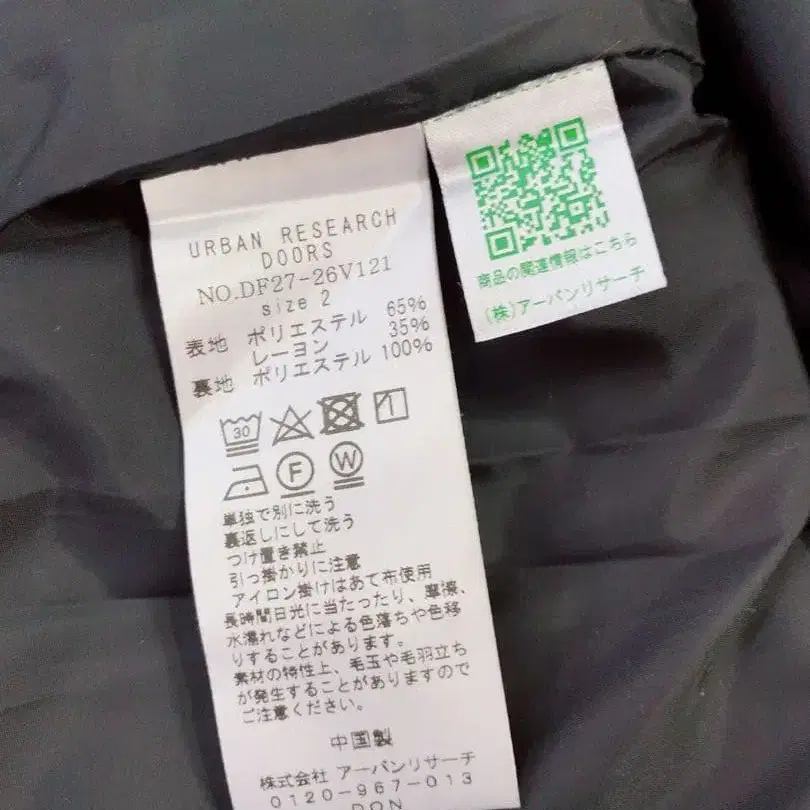 URBAN RESEARCH
DOORS
NO.DF27-26V121
size 2
表地 ポリエステル 65%
レーヨン 35%
裏地 ポリエステル 100%
30
F
W
単独で別に洗う
裏返しにして洗う
つけ置き禁止
引っ掛かりに注意
アイロン掛けはあて布使用
長時間日光に当たったり、摩擦、
水濡れなどによる色落ちや色移
りすることがあります。
素材の特性上、毛玉や毛羽立ち
が発生することがありますので
ご注意ください。
中国製
株式会社 アーバンリサーチ
0120-967-013
DON
商品の関連情報はこちら
(株)アーバンリサーチ